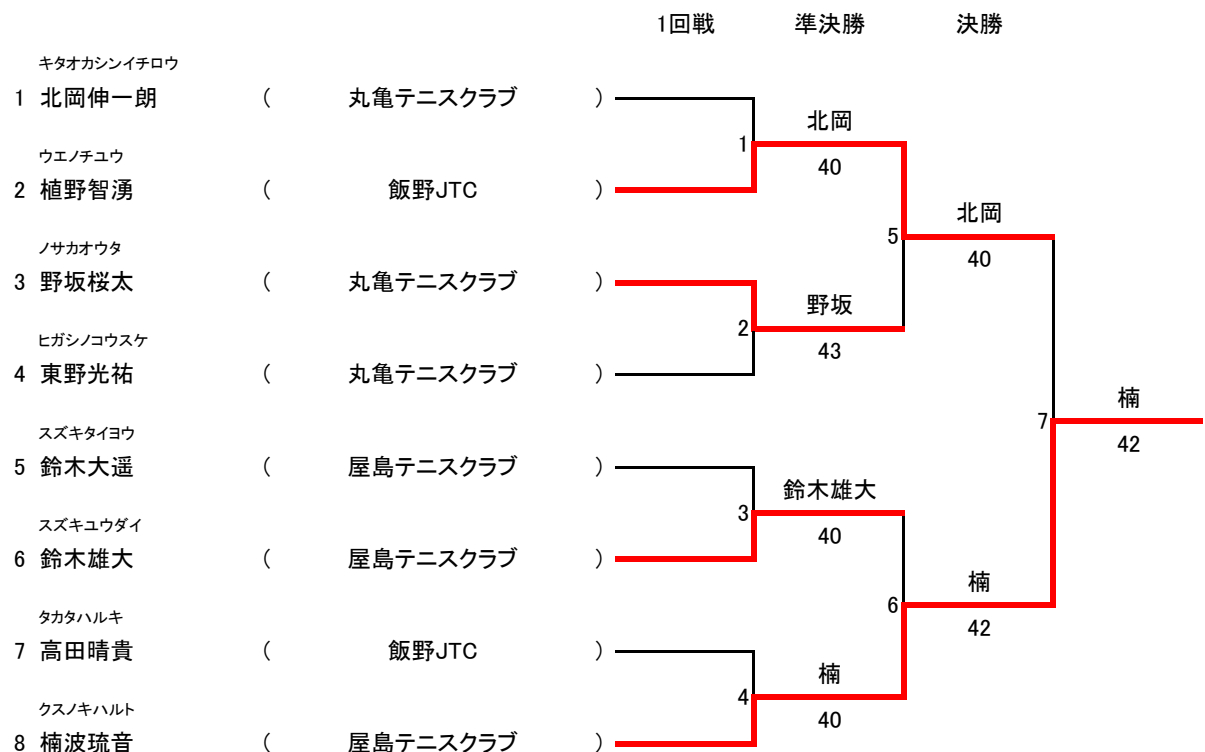 1回戦 準決勝 決勝
キタオカシンイチロウ
1 北岡伸一朗 ( 丸亀テニスクラブ )
北岡
1
40
ウエノチユウ
2 植野智湧 ( 飯野JTC )
北岡
5
40
ノサカオウタ
3 野坂桜太 ( 丸亀テニスクラブ )
野坂
2
43
ヒガシノコウスケ
4 東野光祐 ( 丸亀テニスクラブ )
楠
7
42
スズキタイヨウ
5 鈴木大遥 ( 屋島テニスクラブ )
鈴木雄大
3
40
スズキユウダイ
6 鈴木雄大 ( 屋島テニスクラブ )
楠
6
42
タカタハルキ
7 高田晴貴 ( 飯野JTC )
楠
4
40
クスノキハルト
8 楠波琉音 ( 屋島テニスクラブ )